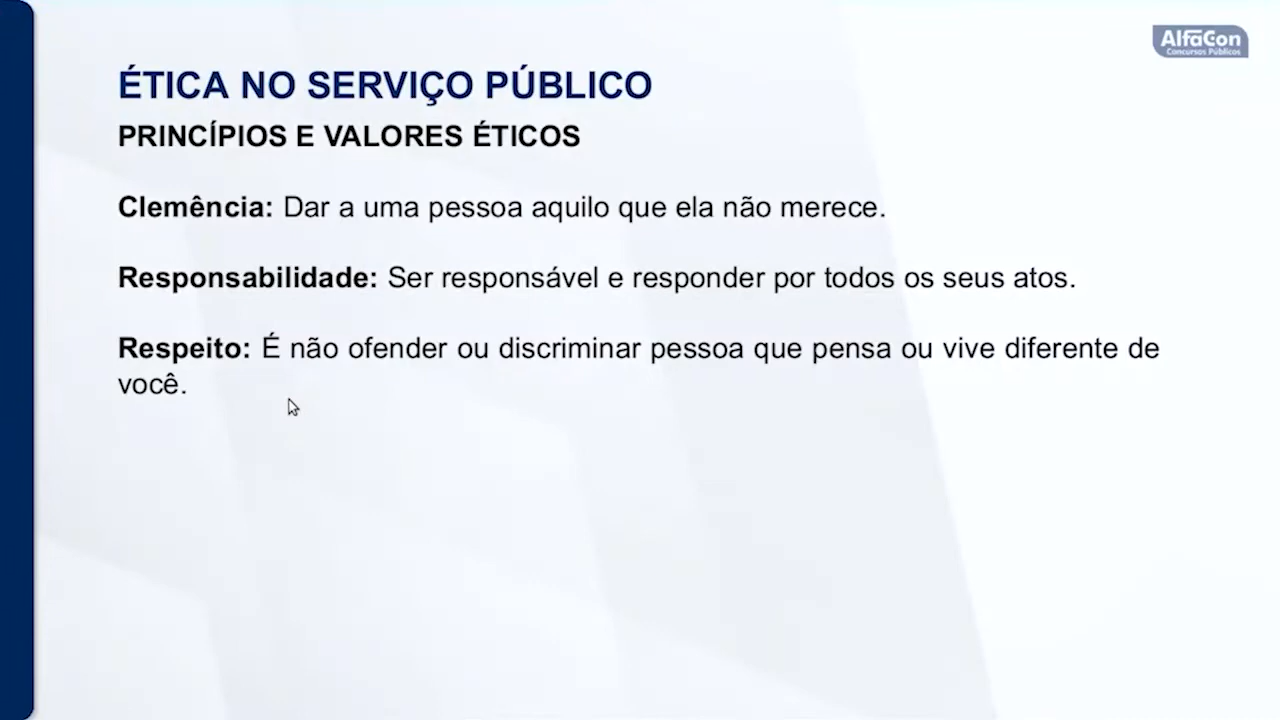 AlfaCon
Concursos Públicos
ÉTICA NO SERVIÇO PÚBLICO
PRINCÍPIOS E VALORES ÉTICOS
Clemência: Dar a uma pessoa aquilo que ela não merece.
Responsabilidade: Ser responsável e responder por todos os seus atos.
Respeito: É não ofender ou discriminar pessoa que pensa ou vive diferente de
você.